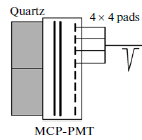 Quartz
4 × 4 pads
MCP-PMT